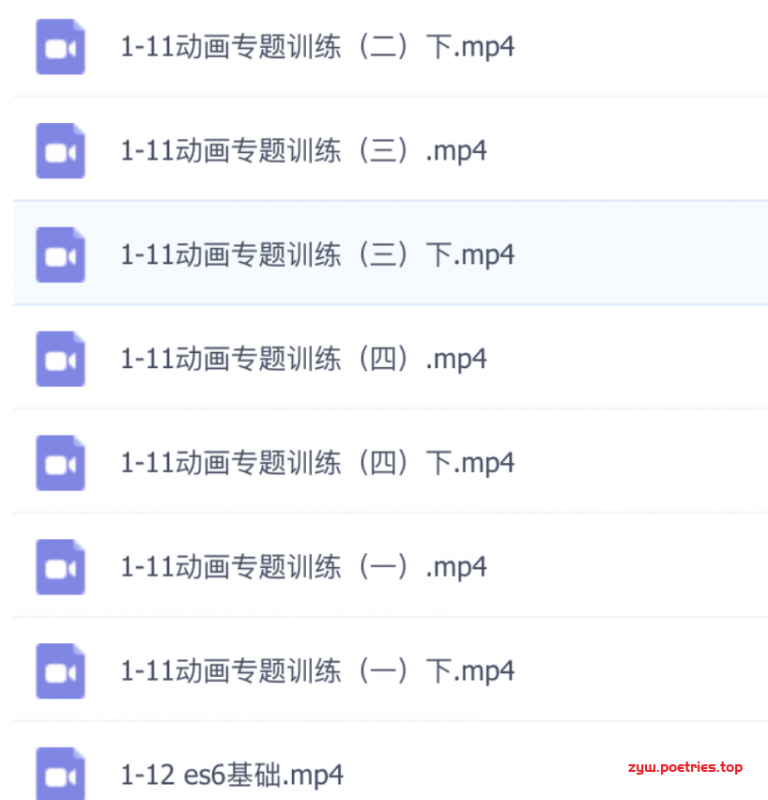 1-11动画专题训练（二）下.mp4
1-11动画专题训练（三）.mp4
1-11动画专题训练（三）下.mp4
1-11动画专题训练（四）.mp4
1-11动画专题训练（四）下.mp4
1-11动画专题训练（一）.mp4
1-11动画专题训练（一）下.mp4
1-12 es6基础.mp4
zyw.poetries.top